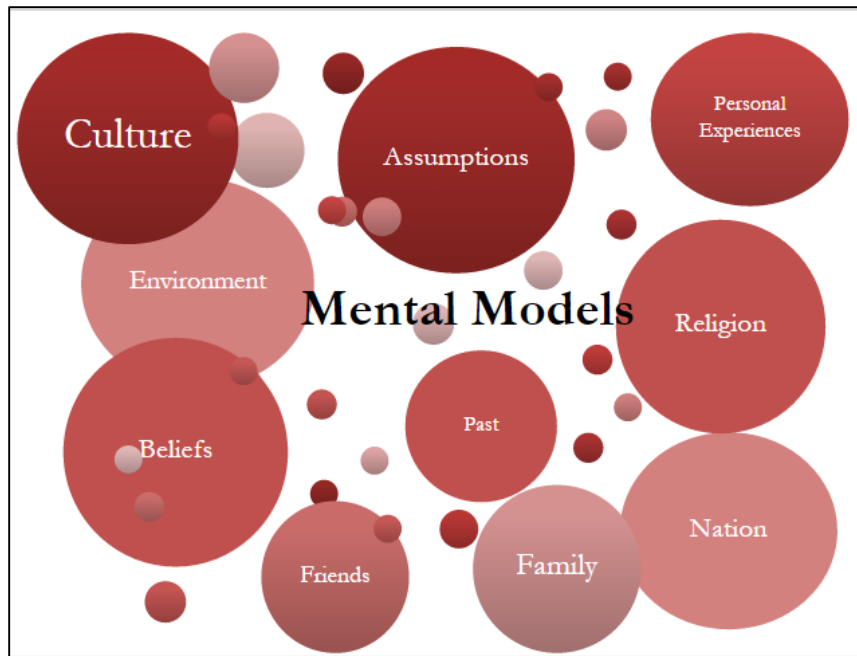 Culture
Assumptions
Personal
Experiences
Environment
Mental Models
Religion
Beliefs
Past
Nation
Friends
Family